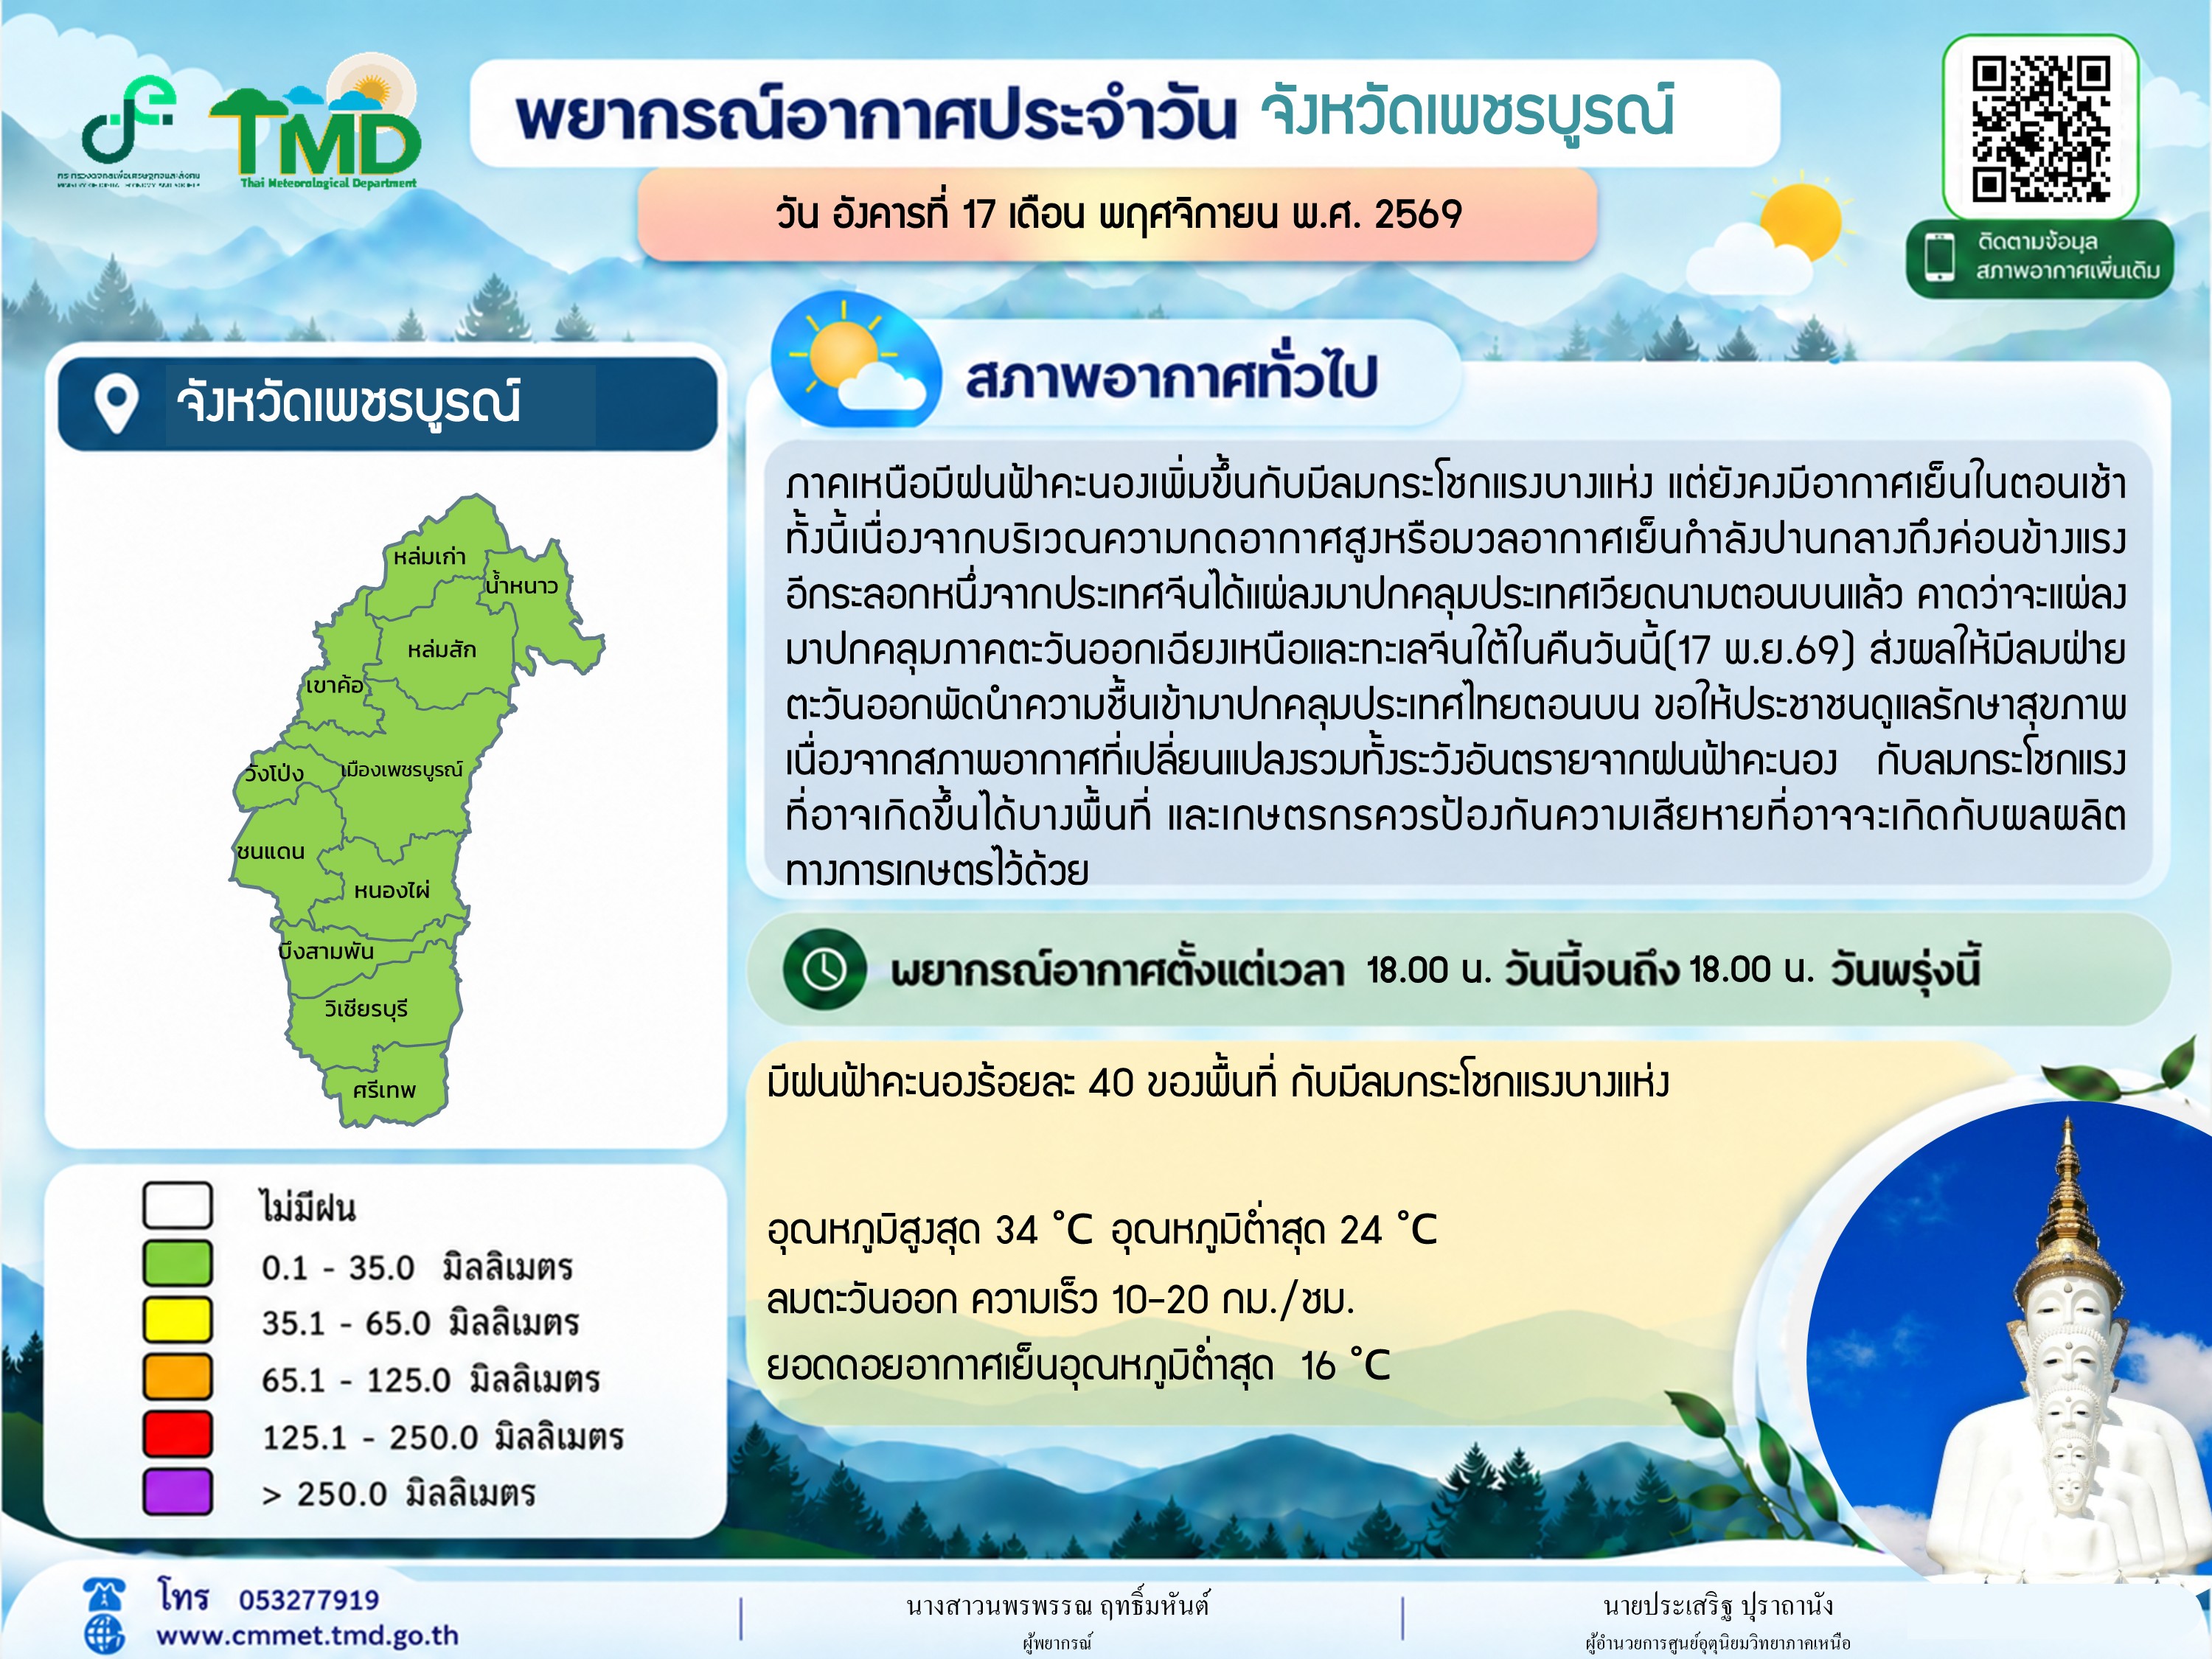 พยากรณ์อากาศประจำวัน จังหวัดเพชรบูรณ์
TMD
Thai Meteorological Department
วัน อังคารที่ 17 เดือน พฤศจิกายน พ.ศ. 2569
ติดตามข้อมูล
สภาพอากาศเพิ่มเติม
จังหวัดเพชรบูรณ์
หล่มเก่า
น้ำหนาว
หล่มสัก
เขาค้อ
วังโป่ง
เมืองเพชรบูรณ์
ชนแดน
หนองไผ่
บึงสามพัน
วิเชียรบุรี
ศรีเทพ
ไม่มีฝน
0.1 - 35.0 มิลลิเมตร
35.1 - 65.0 มิลลิเมตร
65.1 - 125.0 มิลลิเมตร
125.1 - 250.0 มิลลิเมตร
> 250.0 มิลลิเมตร
สภาพอากาศทั่วไป
ภาคเหนือมีฝนฟ้าคะนองเพิ่มขึ้นกับมีลมกระโชกแรงบางแห่ง แต่ยังคงมีอากาศเย็นในตอนเช้า
ทั้งนี้เนื่องจากบริเวณความกดอากาศสูงหรือมวลอากาศเย็นกำลังปานกลางถึงค่อนข้างแรง
อีกระลอกหนึ่งจากประเทศจีนได้แผ่ลงมาปกคลุมประเทศเวียดนามตอนบนแล้ว คาดว่าจะแผ่ลง
มาปกคลุมภาคตะวันออกเฉียงเหนือและทะเลจีนใต้ในคืนวันนี้(17 พ.ย.69) ส่งผลให้มีลมฝ่าย
ตะวันออกพัดนำความชื้นเข้ามาปกคลุมประเทศไทยตอนบน ขอให้ประชาชนดูแลรักษาสุขภาพ
เนื่องจากสภาพอากาศที่เปลี่ยนแปลงรวมทั้งระวังอันตรายจากฝนฟ้าคะนอง กับลมกระโชกแรง
ที่อาจเกิดขึ้นได้บางพื้นที่ และเกษตรกรควรป้องกันความเสียหายที่อาจจะเกิดกับผลผลิต
ทางการเกษตรไว้ด้วย
พยากรณ์อากาศตั้งแต่เวลา 18.00 น. วันนี้จนถึง 18.00 น. วันพรุ่งนี้
มีฝนฟ้าคะนองร้อยละ 40 ของพื้นที่ กับมีลมกระโชกแรงบางแห่ง
อุณหภูมิสูงสุด 34 °C อุณหภูมิต่ำสุด 24 °C
ลมตะวันออก ความเร็ว 10-20 กม./ชม.
ยอดดอยอากาศเย็นอุณหภูมิต่ำสุด 16 °C
โทร 053277919
www.cmmet.tmd.go.th
นางสาวนพรพรรณ ฤทธิ์มหันต์
ผู้พยากรณ์
นายประเสริฐ ปุราถานัง
ผู้อำนวยการศูนย์อุตุนิยมวิทยาภาคเหนือ